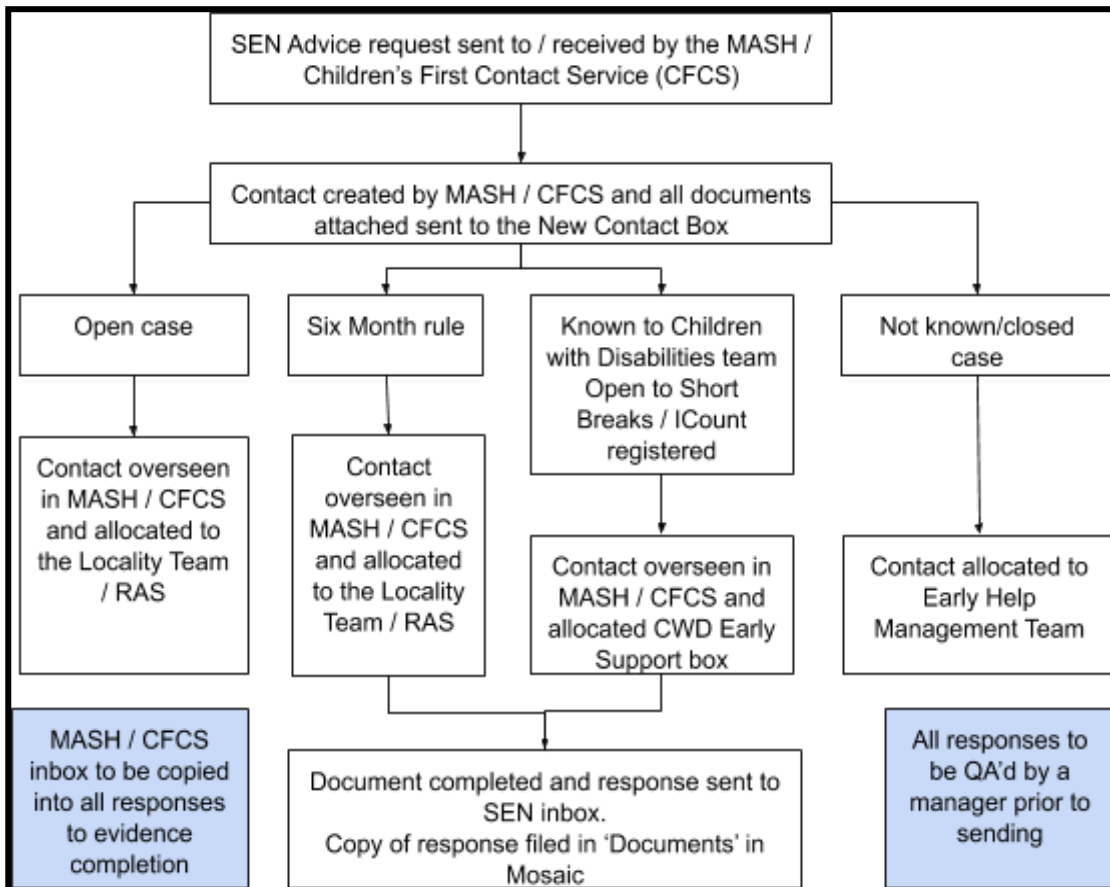 SEN Advice request sent to / received by the MASH /
Children's First Contact Service (CFCS)
Contact created by MASH / CFCS and all documents
attached sent to the New Contact Box
Open case
Six Month rule
Known to Children
with Disabilities team
Open to Short
Breaks / ICount
registered
Not known/closed
case
Contact overseen
in MASH / CFCS
and allocated to
the Locality Team
/ RAS
Contact
overseen in
MASH / CFCS
and allocated
to the Locality
Team / RAS
Contact overseen in
MASH / CFCS and
allocated CWD Early
Support box
Contact allocated to
Early Help
Management Team
MASH / CFCS
inbox to be copied
into all responses
to evidence
completion
Document completed and response sent to
SEN inbox.
Copy of response filed in ‘Documents’ in
Mosaic
All responses to
be QA’d by a
manager prior to
sending